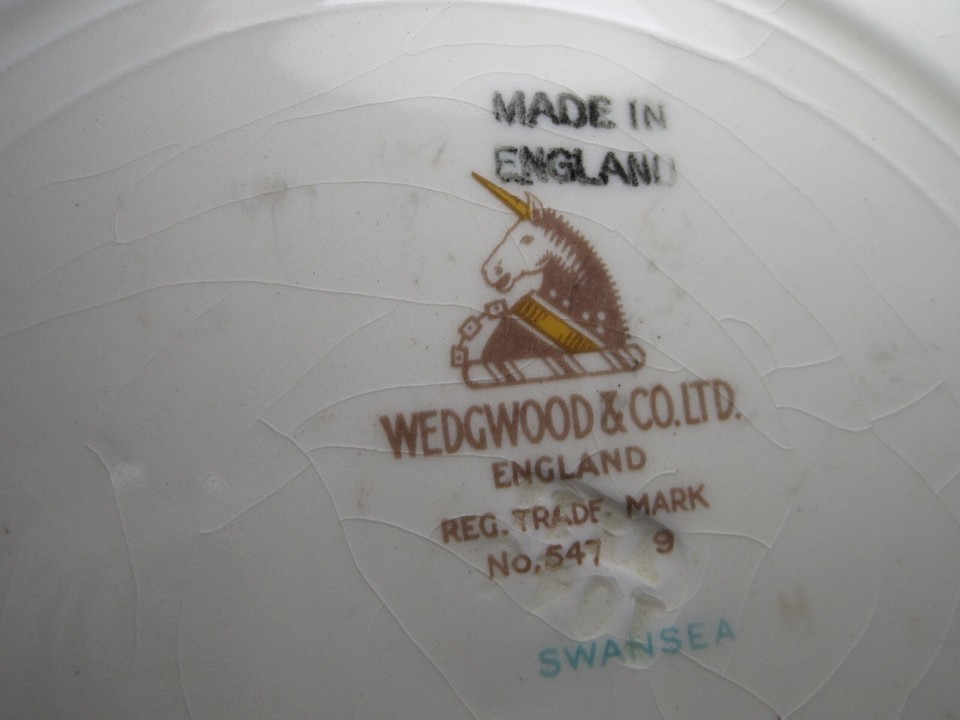 MADE IN
ENGLAND
WEDGWOOD & CO. LTD.
ENGLAND
REG. TRADE MARK
No. 547 9
SWANSEA